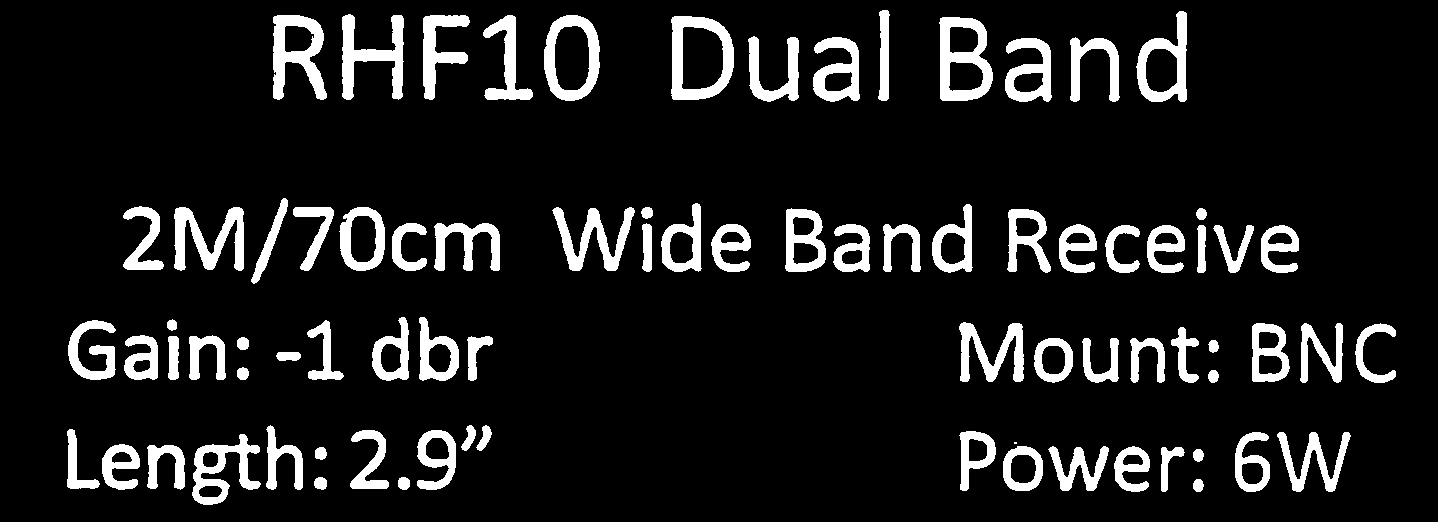 RHF10 Dual Band
2M/70cm Wide Band Receive
Gain: -1 dbr Mount: BNC
Length: 2.9” Power: 6W